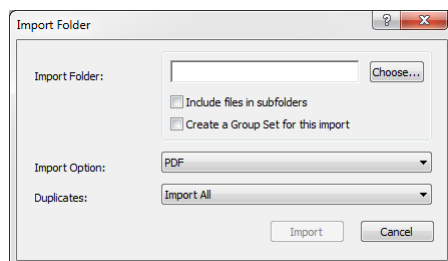 Import Folder
Import Folder: Choose...
Include files in subfolders
Create a Group Set for this import
Import Option: PDF
Duplicates: Import All
Import Cancel